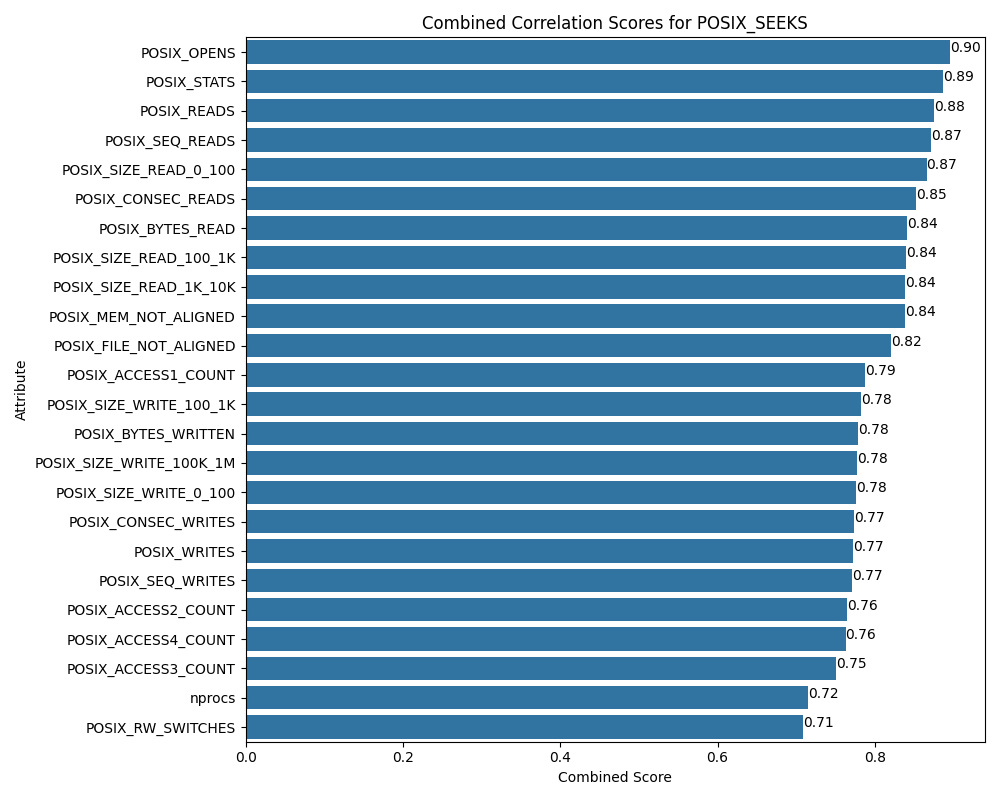 Combined Correlation Scores for POSIX_SEEKS
POSIX_OPENS 0.90
POSIX_STATS 0.89
POSIX_READS 0.88
POSIX_SEQ_READS 0.87
POSIX_SIZE_READ_0_100 0.87
POSIX_CONSEC_READS 0.85
POSIX_BYTES_READ 0.84
POSIX_SIZE_READ_100_1K 0.84
POSIX_SIZE_READ_1K_10K 0.84
POSIX_MEM_NOT_ALIGNED 0.84
POSIX_FILE_NOT_ALIGNED 0.82
POSIX_ACCESS1_COUNT 0.79
POSIX_SIZE_WRITE_100_1K 0.78
POSIX_BYTES_WRITTEN 0.78
POSIX_SIZE_WRITE_100K_1M 0.78
POSIX_SIZE_WRITE_0_100 0.78
POSIX_CONSEC_WRITES 0.77
POSIX_WRITES 0.77
POSIX_SEQ_WRITES 0.77
POSIX_ACCESS2_COUNT 0.76
POSIX_ACCESS4_COUNT 0.76
POSIX_ACCESS3_COUNT 0.75
nprocs 0.72
POSIX_RW_SWITCHES 0.71
Attribute
0.0 0.2 0.4 0.6 0.8
Combined Score